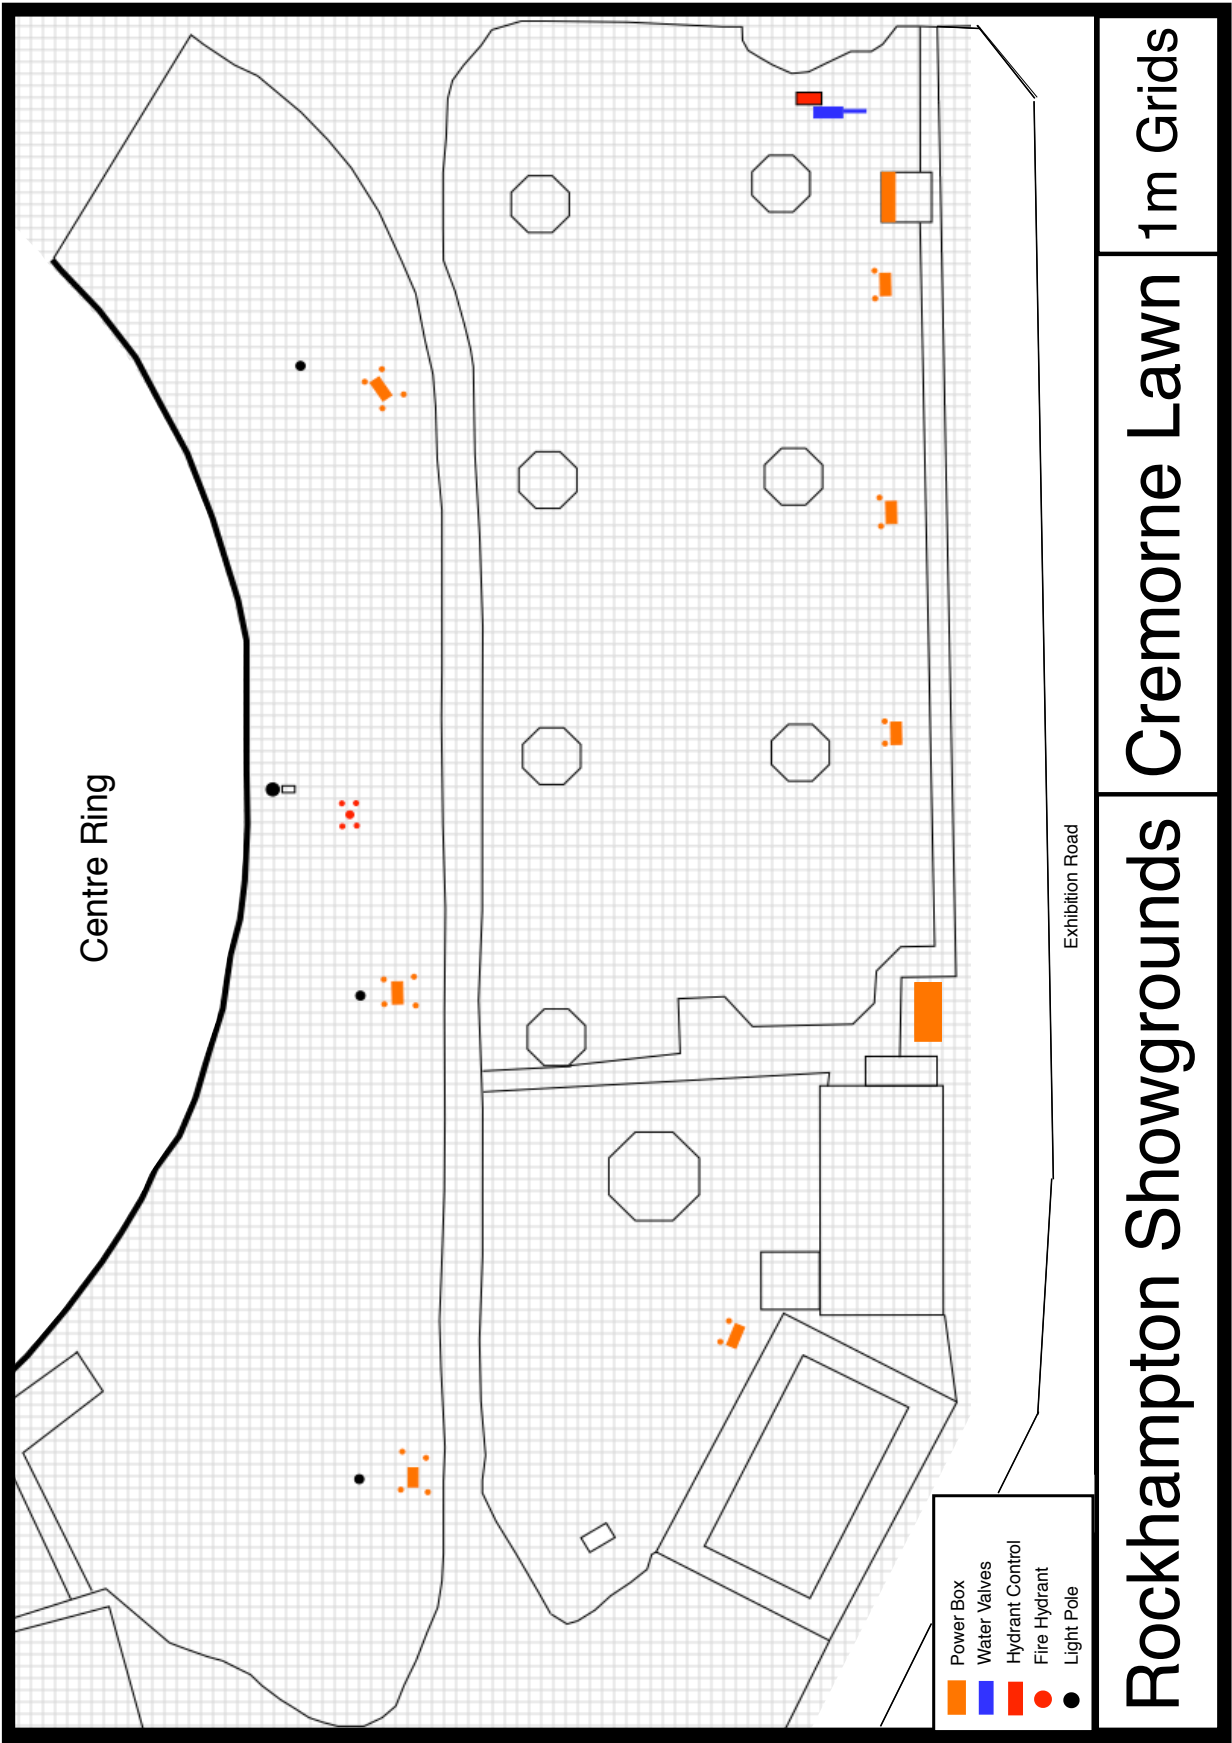 Centre Ring
Exhibition Road
Power Box
Water Valves
Hydrant Control
Fire Hydrant
Light Pole
Rockhampton Showgrounds
Cremorne Lawn
1m Grids